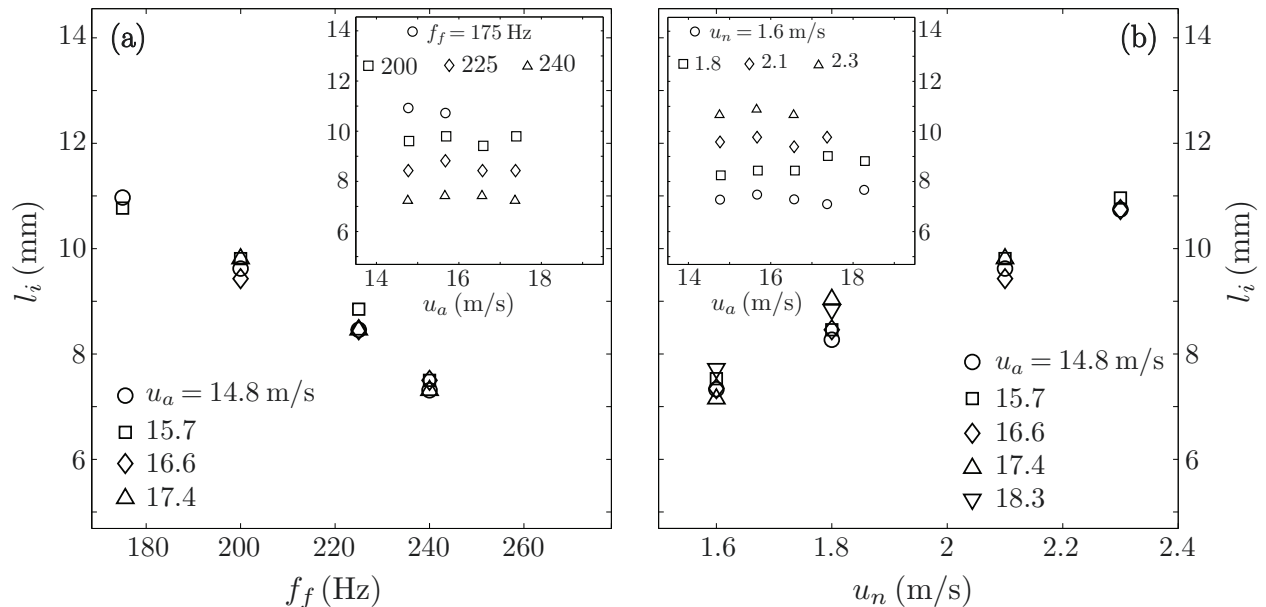 (a)
14
12
10
8
6
l_i (mm)
180 200 220 240 260
f_f (Hz)
u_a = 14.8 m/s
15.7
16.6
17.4
f_f = 175 Hz
200 225 240
14
12
10
8
6
14 16 18
u_a (m/s)
(b)
14
12
10
8
6
l_i (mm)
1.6 1.8 2 2.2 2.4
u_n (m/s)
u_a = 14.8 m/s
15.7
16.6
17.4
18.3
u_n = 1.6 m/s
1.8 2.1 2.3
14
12
10
8
6
14 16 18
u_a (m/s)